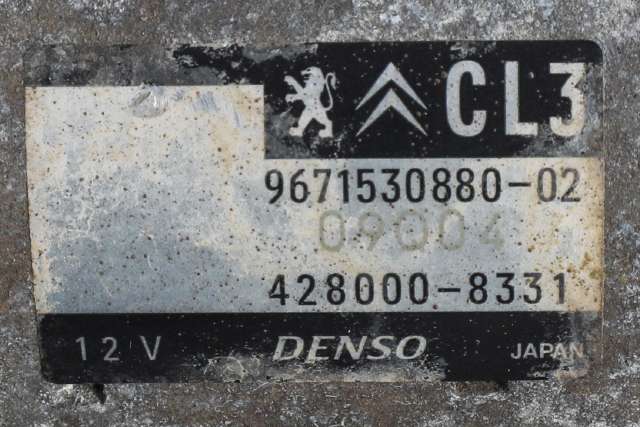 CL3
9671530880-02
09004
428000-8331
12V DENSO JAPAN